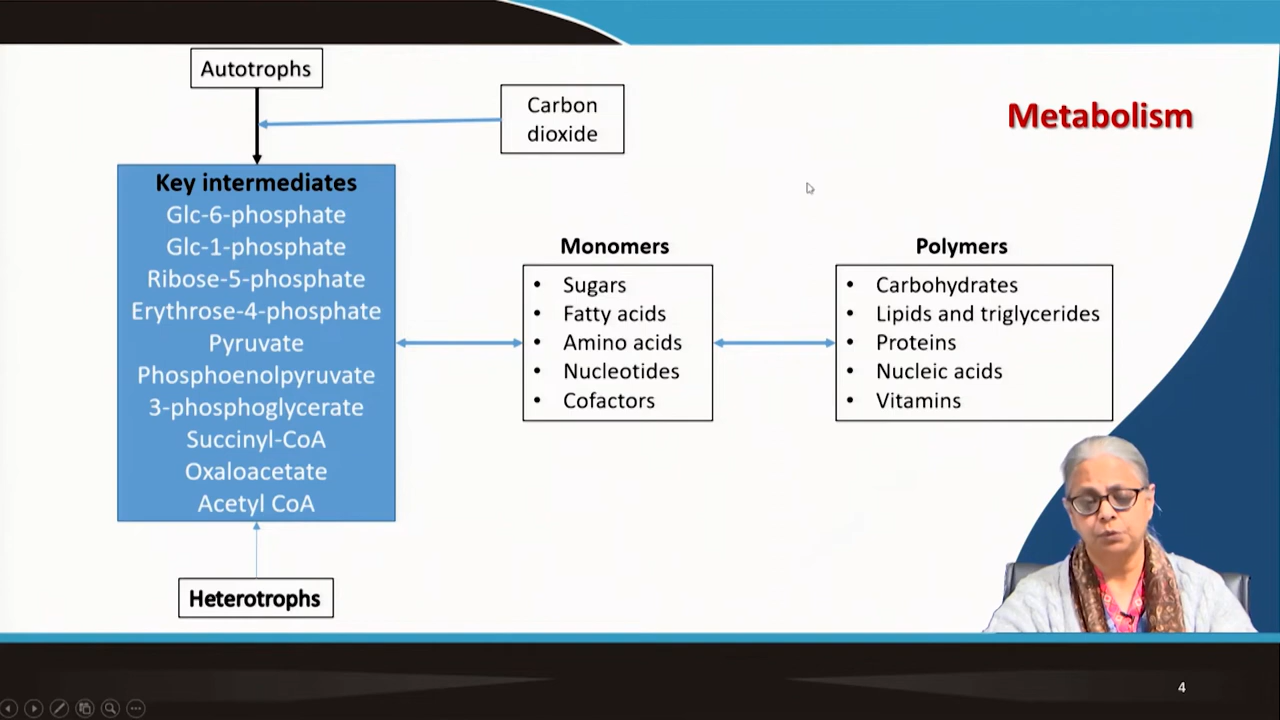 Autotrophs
Carbon
dioxide
Metabolism
Key intermediates
Glc-6-phosphate
Glc-1-phosphate
Ribose-5-phosphate
Erythrose-4-phosphate
Pyruvate
Phosphoenolpyruvate
3-phosphoglycerate
Succinyl-CoA
Oxaloacetate
Acetyl CoA
Monomers
• Sugars
• Fatty acids
• Amino acids
• Nucleotides
• Cofactors
Polymers
• Carbohydrates
• Lipids and triglycerides
• Proteins
• Nucleic acids
• Vitamins
Heterotrophs
4